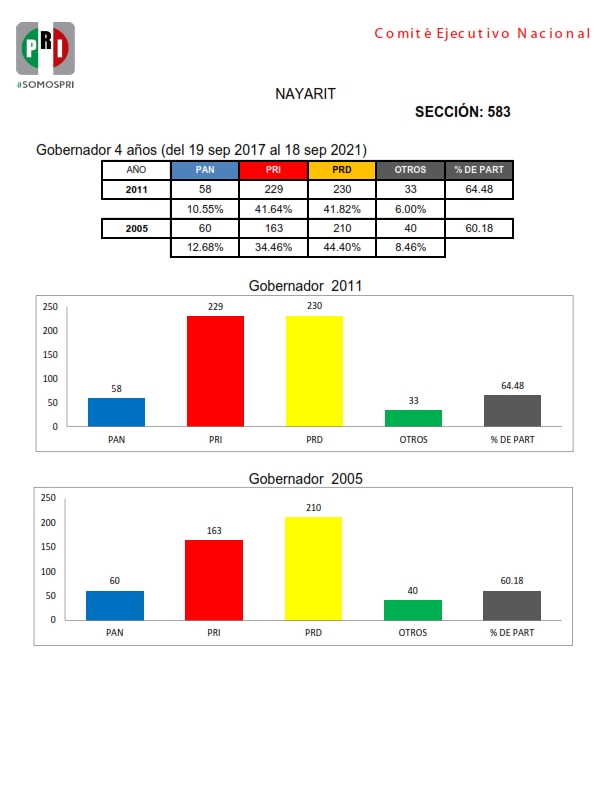 Comité Ejecutivo Nacional
PRI
#SOMOSPRI
NAYARIT
SECCIÓN: 583
Gobernador 4 años (del 19 sep 2017 al 18 sep 2021)
AÑO PAN PRI PRD OTROS % DE PART
2011 58 229 230 33 64.48
10.55% 41.64% 41.82% 6.00%
2005 60 163 210 40 60.18
12.68% 34.46% 44.40% 8.46%
Gobernador 2011
250
200
150
100
50
0
58
229
230
33
64.48
PAN PRI PRD OTROS % DE PART
Gobernador 2005
250
200
150
100
50
0
60
163
210
40
60.18
PAN PRI PRD OTROS % DE PART